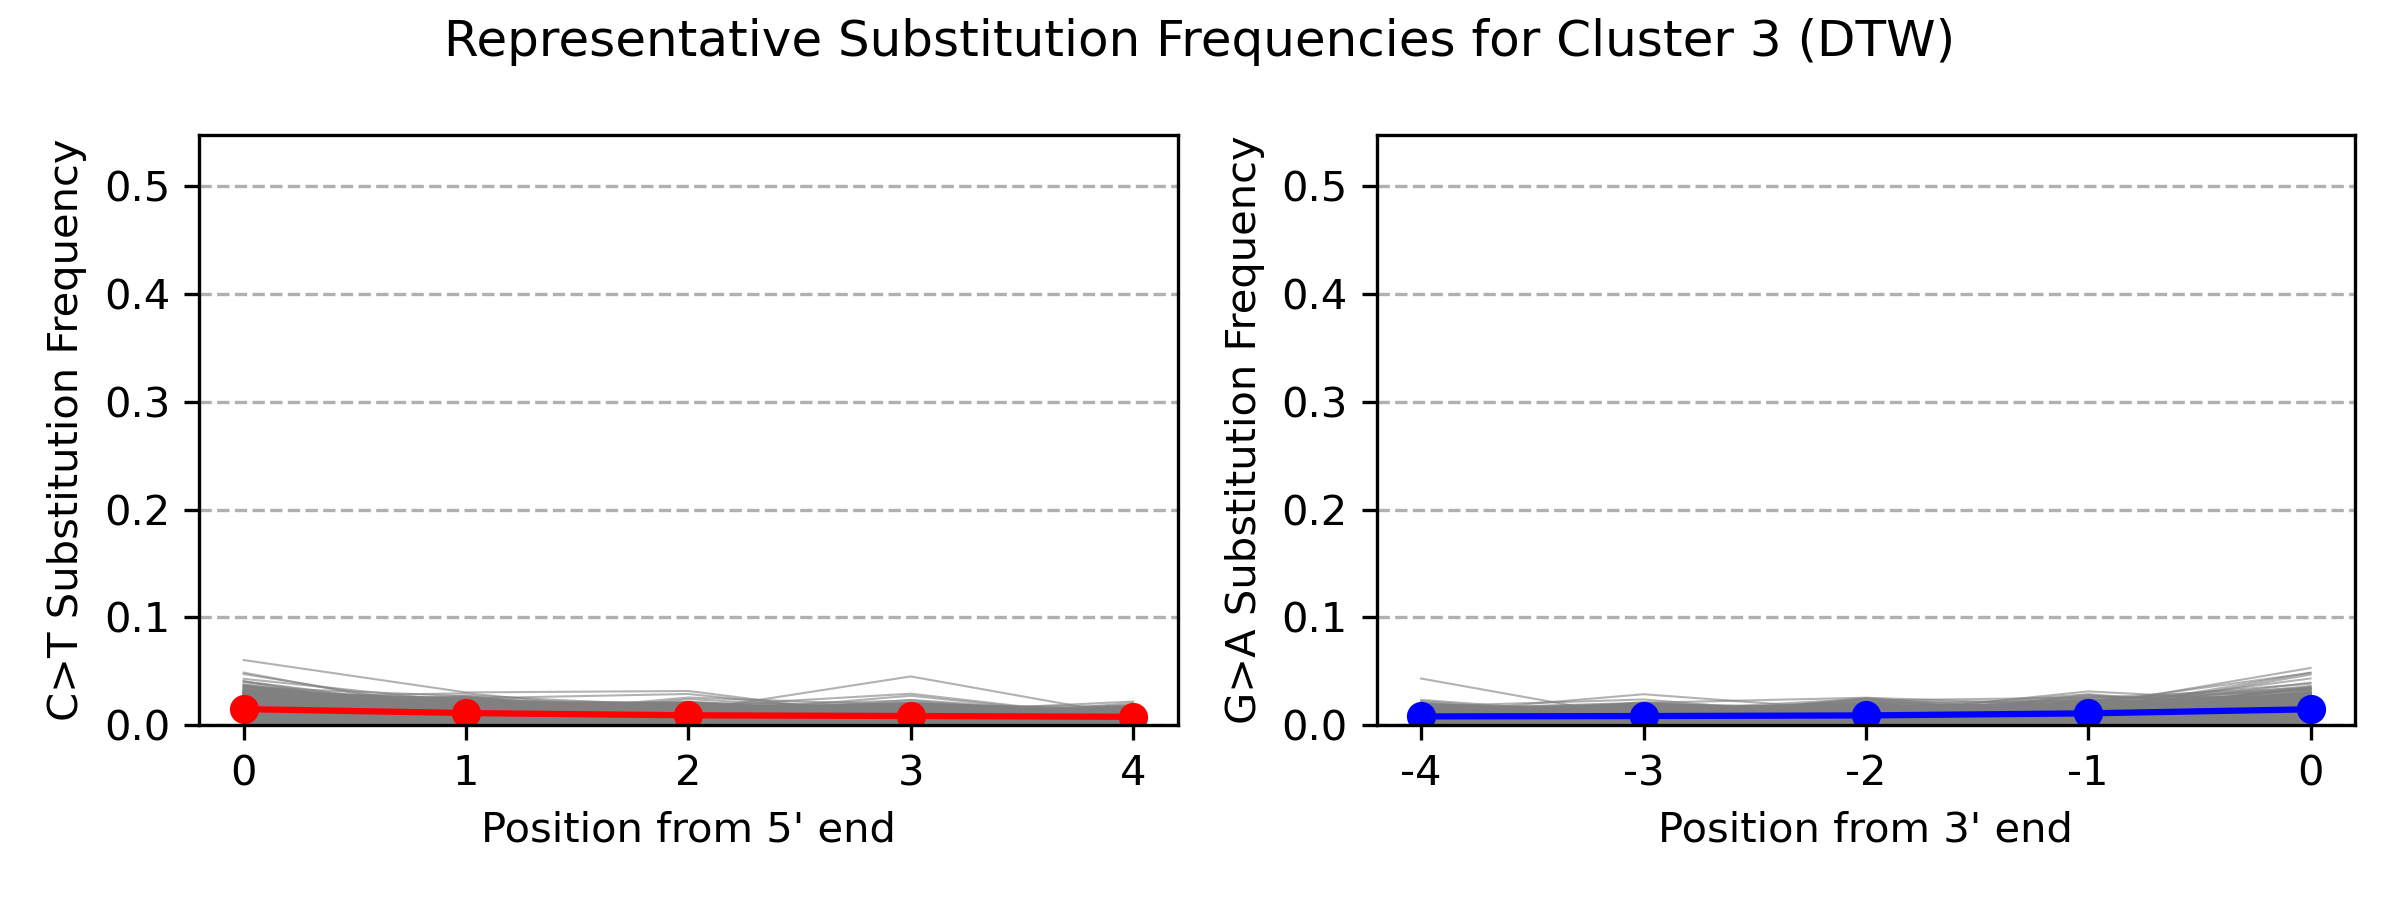 Representative Substitution Frequencies for Cluster 3 (DTW)
C>T Substitution Frequency
0.5
0.4
0.3
0.2
0.1
0.0
0 1 2 3 4
Position from 5' end
G>A Substitution Frequency
0.5
0.4
0.3
0.2
0.1
0.0
-4 -3 -2 -1 0
Position from 3' end